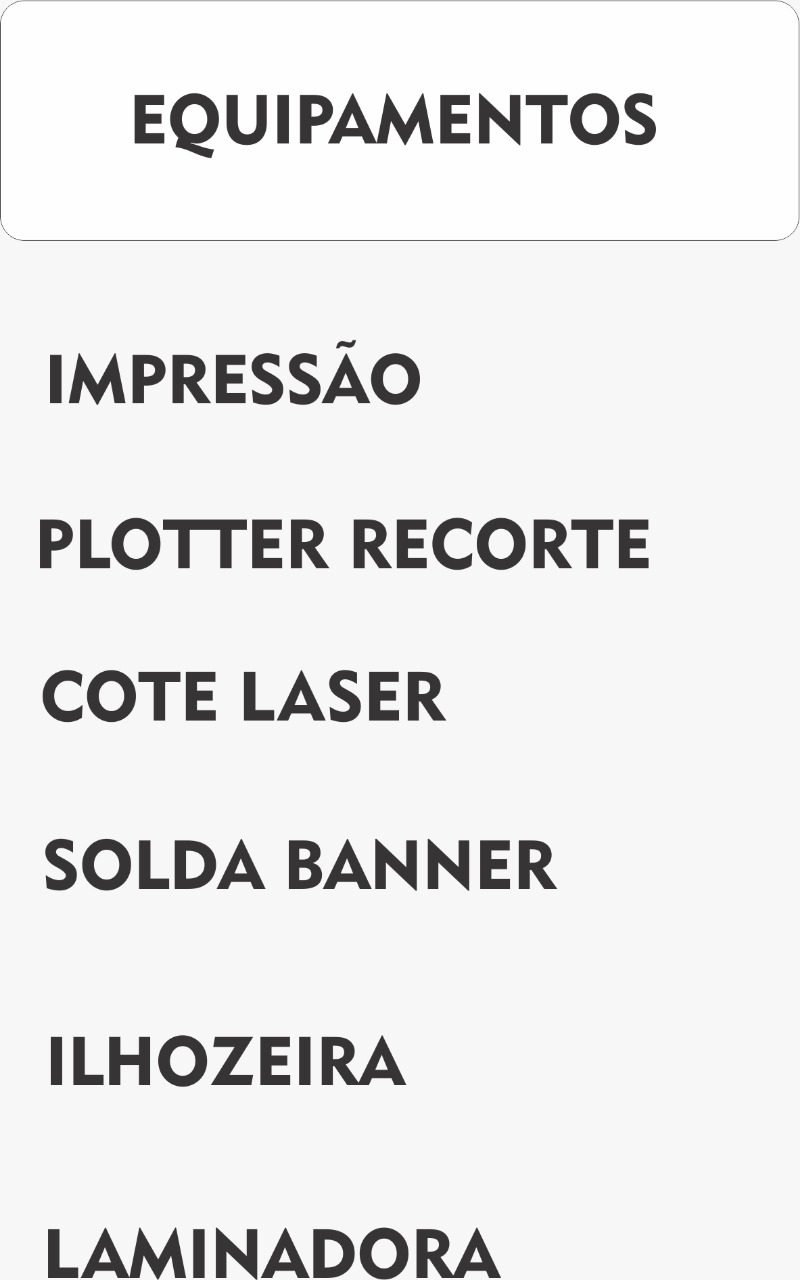 EQUIPAMENTOS
IMPRESSÃO
PLOTTER RECORTE
COTE LASER
SOLDA BANNER
ILHOZEIRA
LAMINADORA